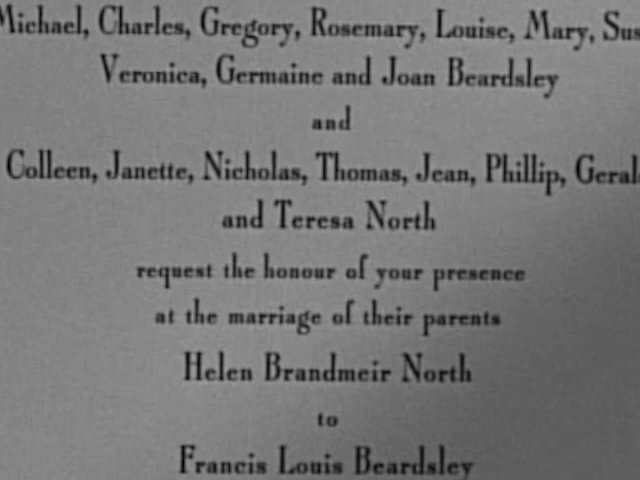 Michael, Charles, Gregory, Rosemary, Louise, Mary, Sus
Veronica, Germaine and Joan Beardsley
and
Colleen, Janette, Nicholas, Thomas, Jean, Phillip, Geral
and Teresa North
request the honour of your presence
at the marriage of their parents
Helen Brandmeir North
to
Francis Louis Beardsley